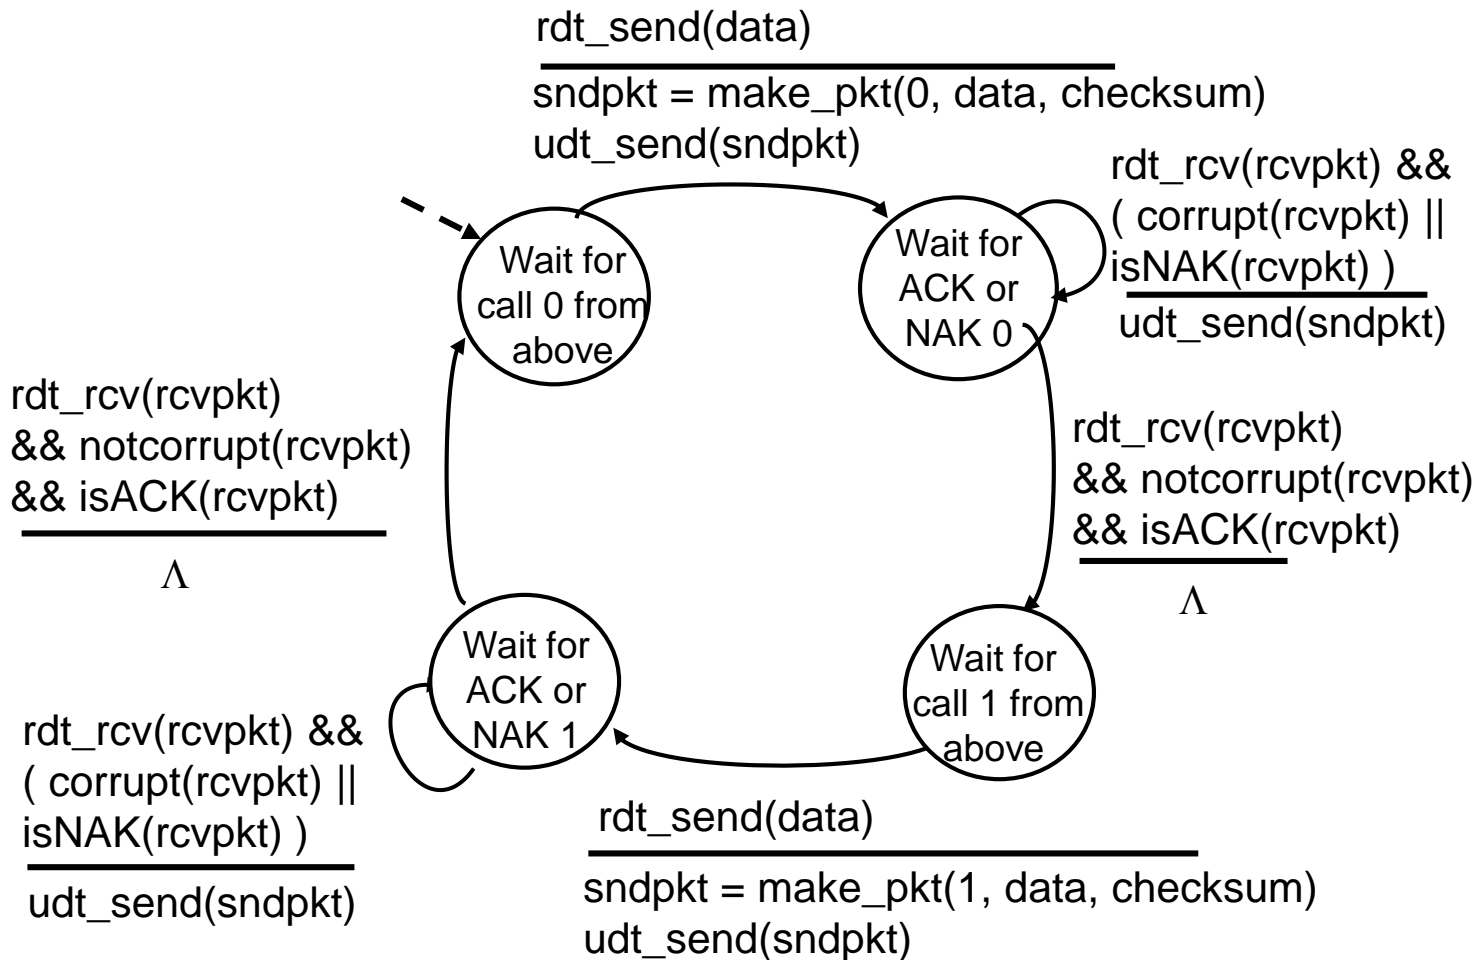 rdt_send(data)
sndpkt = make_pkt(0, data, checksum)
udt_send(sndpkt)
rdt_rcv(rcvpkt) &&
( corrupt(rcvpkt) ||
isNAK(rcvpkt) )
udt_send(sndpkt)
Wait for
call 0 from
above
Wait for
ACK or
NAK 0
rdt_rcv(rcvpkt)
&& notcorrupt(rcvpkt)
&& isACK(rcvpkt)
Λ
rdt_rcv(rcvpkt)
&& notcorrupt(rcvpkt)
&& isACK(rcvpkt)
Λ
Wait for
ACK or
NAK 1
Wait for
call 1 from
above
rdt_rcv(rcvpkt) &&
( corrupt(rcvpkt) ||
isNAK(rcvpkt) )
udt_send(sndpkt)
rdt_send(data)
sndpkt = make_pkt(1, data, checksum)
udt_send(sndpkt)